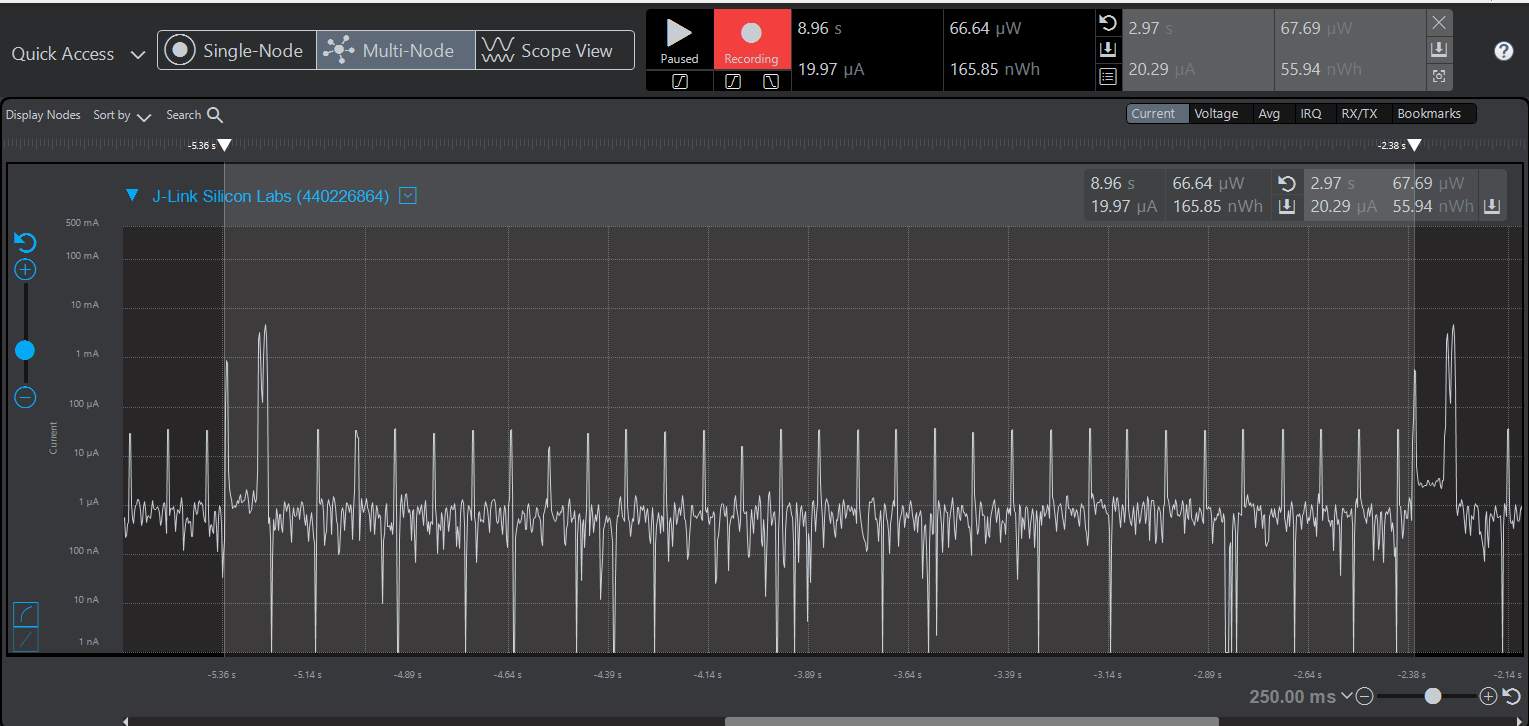 Quick Access Single-Node Multi-Node Scope View
Paused Recording
8.96 s 66.64 µW 2.97 s 67.69 µW
19.97 µA 165.85 nWh 20.29 µA 55.94 nWh
Display Nodes Sort by Search
Current Voltage Avg IRQ RX/TX Bookmarks
-5.36 s -2.38 s
J-Link Silicon Labs (440226864)
8.96 s 66.64 µW 2.97 s 67.69 µW
19.97 µA 165.85 nWh 20.29 µA 55.94 nWh
500 mA
100 mA
10 mA
1 mA
100 µA
10 µA
1 µA
100 nA
10 nA
1 nA
Current
-5.36 s -5.14 s -4.89 s -4.64 s -4.39 s -4.14 s -3.89 s -3.64 s -3.39 s -3.14 s -2.89 s -2.64 s -2.38 s -2.14 s
250.00 ms